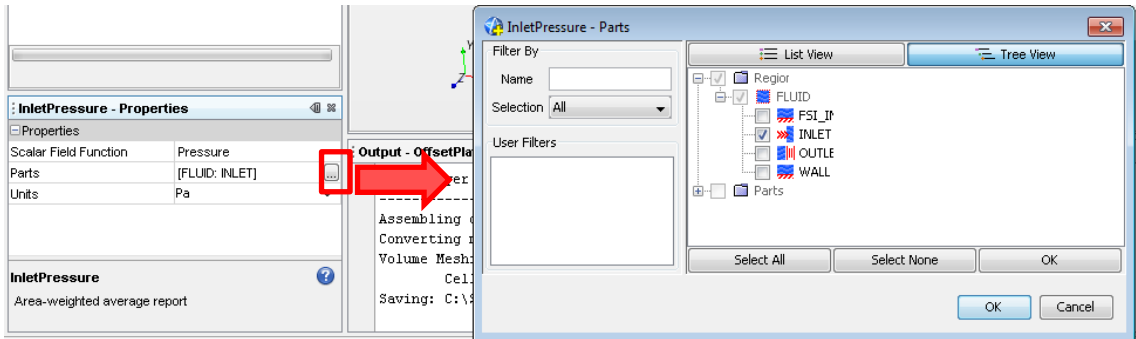 InletPressure - Properties
Properties
Scalar Field Function Pressure
Parts [FLUID: INLET] ...
Units Pa
InletPressure
Area-weighted average report
Y
Z
Output - OffsetPla
Assembling
Converting
Volume Mesh
Cel
Saving: C:\
InletPressure - Parts
Filter By
Name
Selection All
User Filters
List View Tree View
Region
FLUID
FSI_IN
INLET
OUTLE
WALL
Parts
Select All Select None OK
OK Cancel